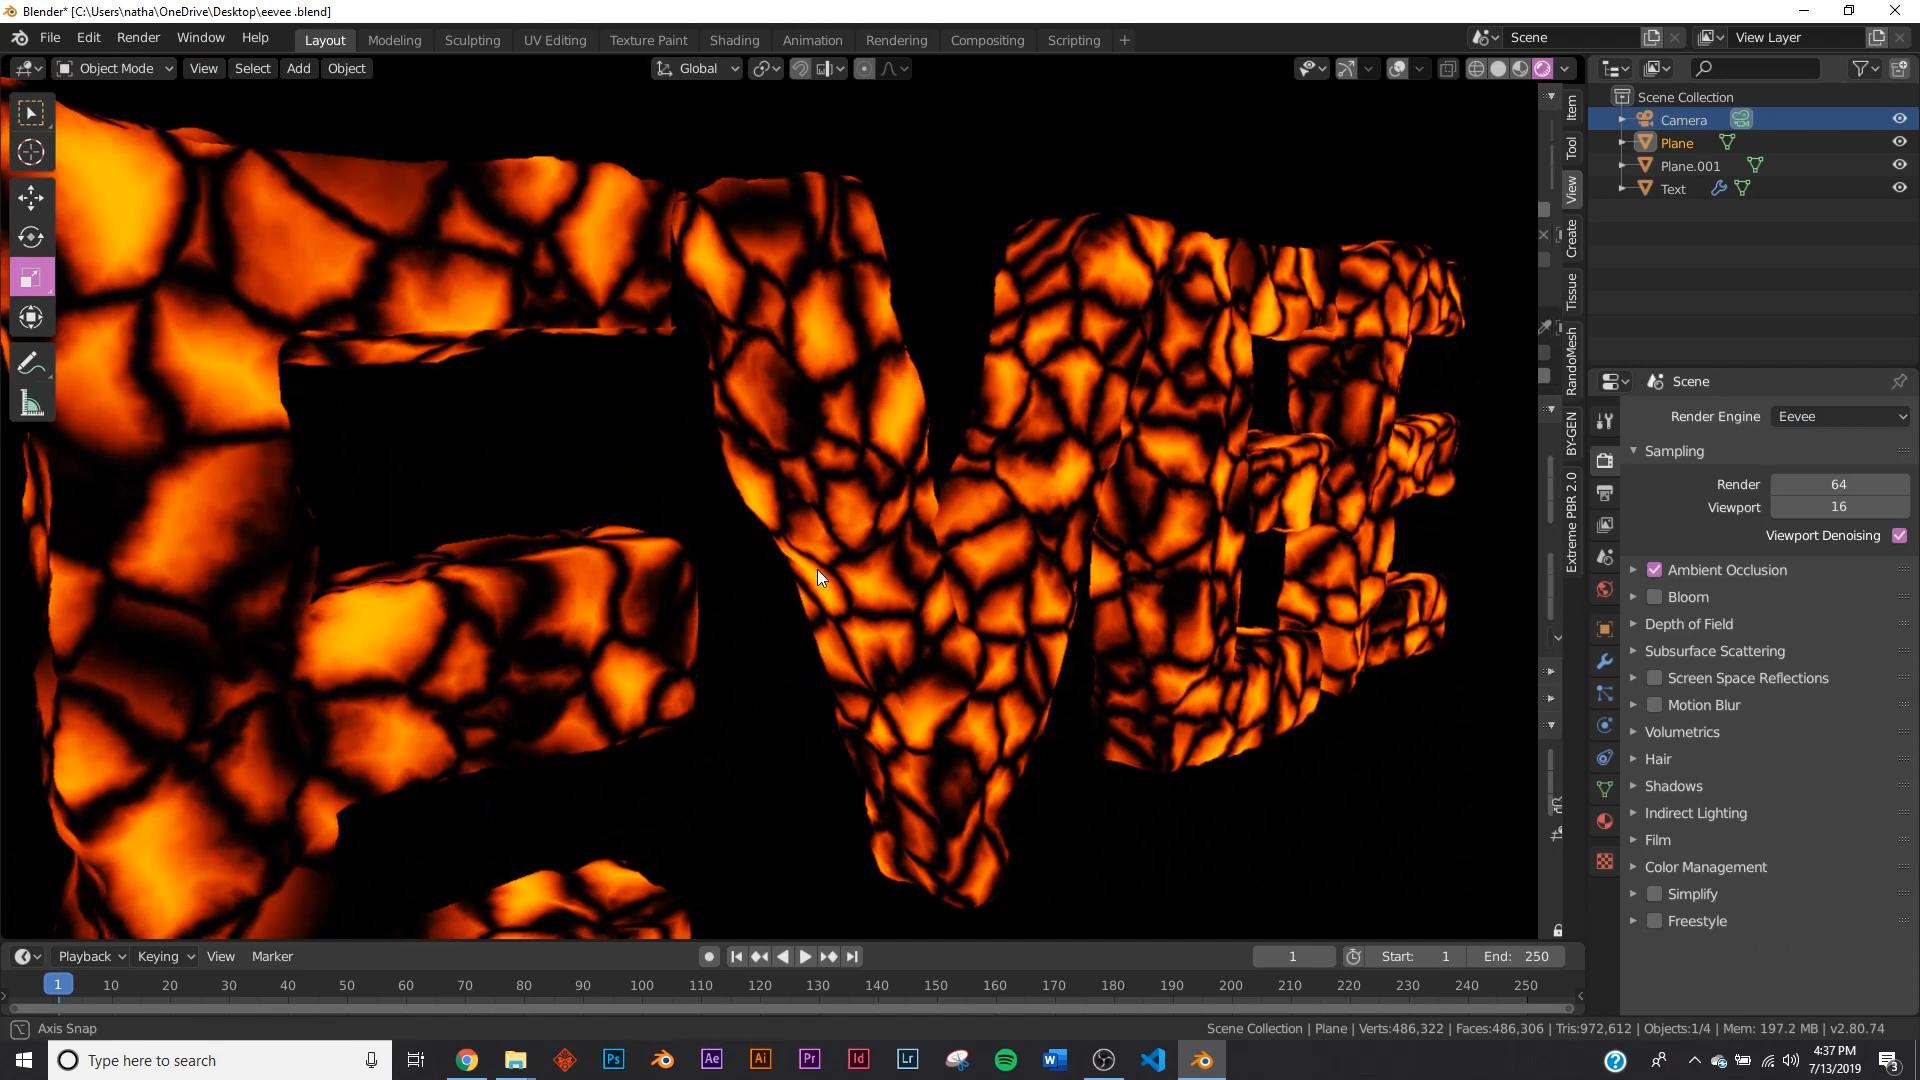 Blender* [C:\Users\natha\OneDrive\Desktop\eevee .blend]
File Edit Render Window Help Layout Modeling Sculpting UV Editing Texture Paint Shading Animation Rendering Compositing Scripting + Scene View Layer
Object Mode View Select Add Object Global
Scene Collection
Camera
Plane
Plane.001
Text
Item
Tool
View
Create
Tissue
RandoMesh
BY-GEN
Extreme PBR 2.0
EVEE
Scene
Render Engine Eevee
Sampling
Render 64
Viewport 16
Viewport Denoising
Ambient Occlusion
Bloom
Depth of Field
Subsurface Scattering
Screen Space Reflections
Motion Blur
Volumetrics
Hair
Shadows
Indirect Lighting
Film
Color Management
Simplify
Freestyle
Playback Keying View Marker 1 Start: 1 End: 250
1 10 20 30 40 50 60 70 80 90 100 110 120 130 140 150 160 170 180 190 200 210 220 230 240 250
Axis Snap Scene Collection | Plane | Verts:486,322 | Faces:486,306 | Tris:972,612 | Objects:1/4 | Mem: 197.2 MB | v2.80.74
Type here to search Ps Ae Ai Pr Id Lr W
4:37 PM
7/13/2019
3